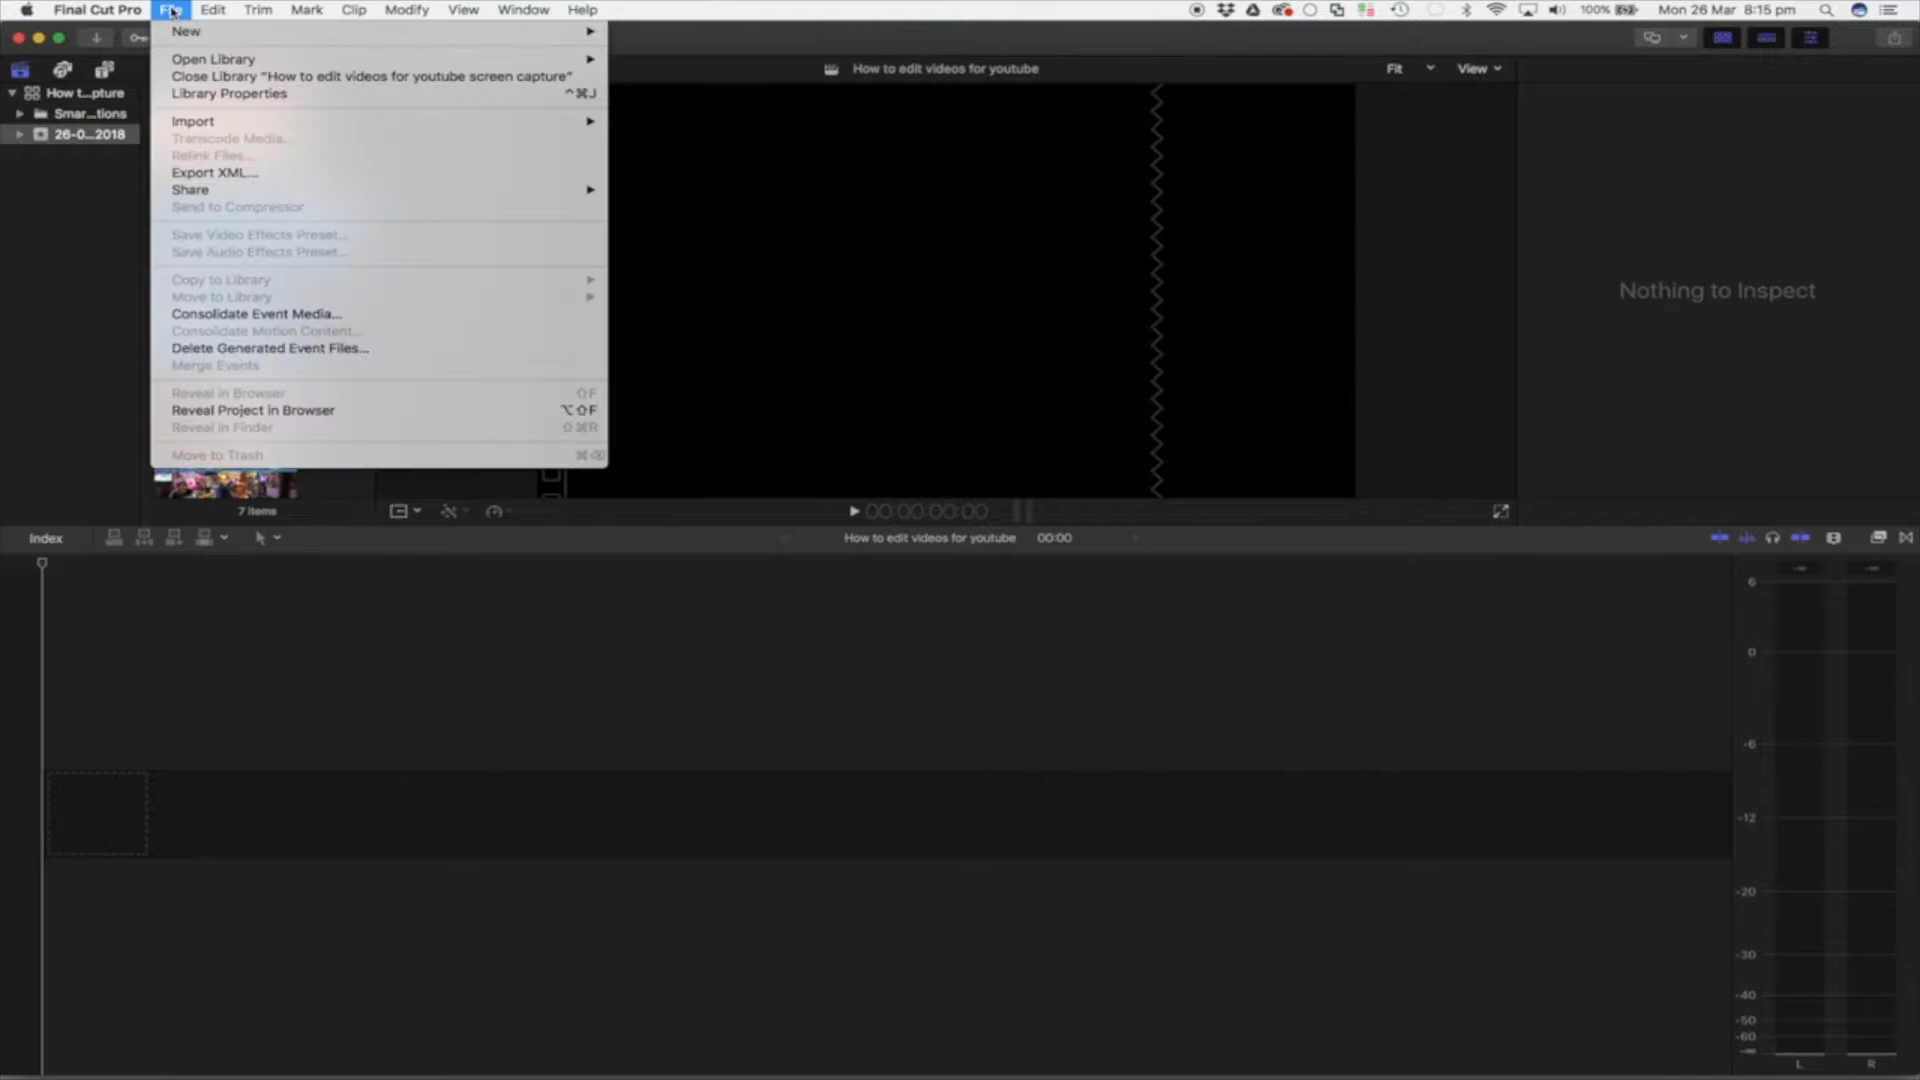 Final Cut Pro File Edit Trim Mark Clip Modify View Window Help 100% Mon 26 Mar 8:15 pm
New
Open Library
Close Library "How to edit videos for youtube screen capture"
Library Properties ^⌘J
Import
Transcode Media...
Relink Files...
Export XML...
Share
Send to Compressor
Save Video Effects Preset...
Save Audio Effects Preset...
Copy to Library
Move to Library
Consolidate Event Media...
Consolidate Motion Content...
Delete Generated Event Files...
Merge Events
Reveal in Browser ⇧F
Reveal Project in Browser ⌥⇧F
Reveal in Finder ⇧⌘R
Move to Trash ⌘⌫
How t...pture
Smar...tions
26-0...2018
How to edit videos for youtube Fit View
Nothing to Inspect
7 items
00:00:00:00
Index How to edit videos for youtube 00:00
-∞ -∞
6
0
-6
-12
-20
-30
-40
-50
-60
-∞
L R